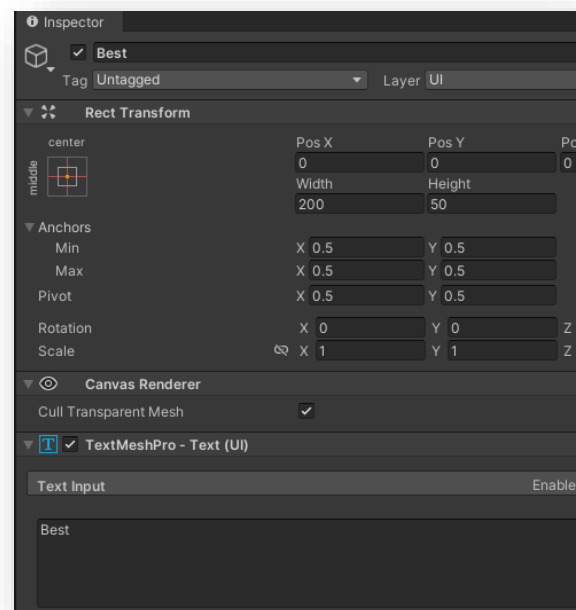 Inspector
Best
Tag Untagged Layer UI
Rect Transform
center
middle
Pos X Pos Y
0 0 0
Width Height
200 50
Anchors
Min X 0.5 Y 0.5
Max X 0.5 Y 0.5
Pivot X 0.5 Y 0.5
Rotation X 0 Y 0 Z
Scale X 1 Y 1 Z
Canvas Renderer
Cull Transparent Mesh
T TextMeshPro - Text (UI)
Text Input Enable
Best